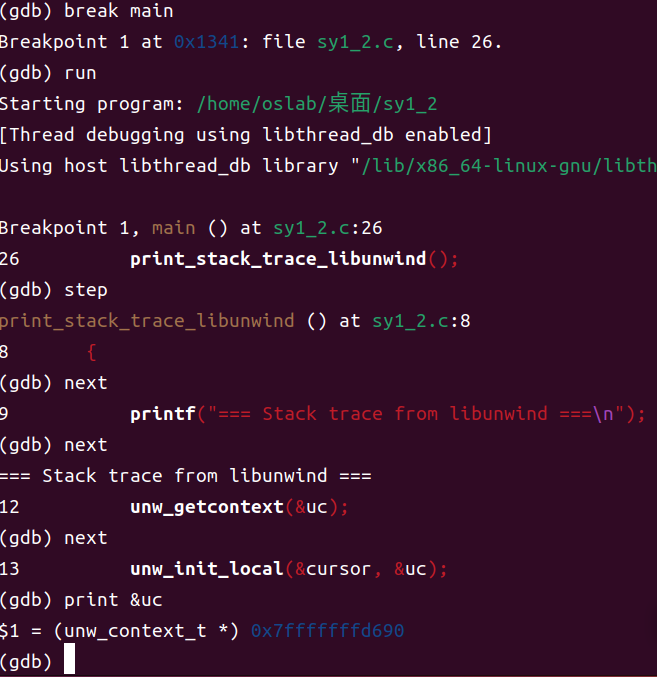 (gdb) break main
Breakpoint 1 at 0x1341: file sy1_2.c, line 26.
(gdb) run
Starting program: /home/oslab/桌面/sy1_2
[Thread debugging using libthread_db enabled]
Using host libthread_db library "/lib/x86_64-linux-gnu/libth
Breakpoint 1, main () at sy1_2.c:26
26 print_stack_trace_libunwind();
(gdb) step
print_stack_trace_libunwind () at sy1_2.c:8
8 {
(gdb) next
9 printf("=== Stack trace from libunwind ===\n");
(gdb) next
=== Stack trace from libunwind ===
12 unw_getcontext(&uc);
(gdb) next
13 unw_init_local(&cursor, &uc);
(gdb) print &uc
$1 = (unw_context_t *) 0x7fffffffd690
(gdb)